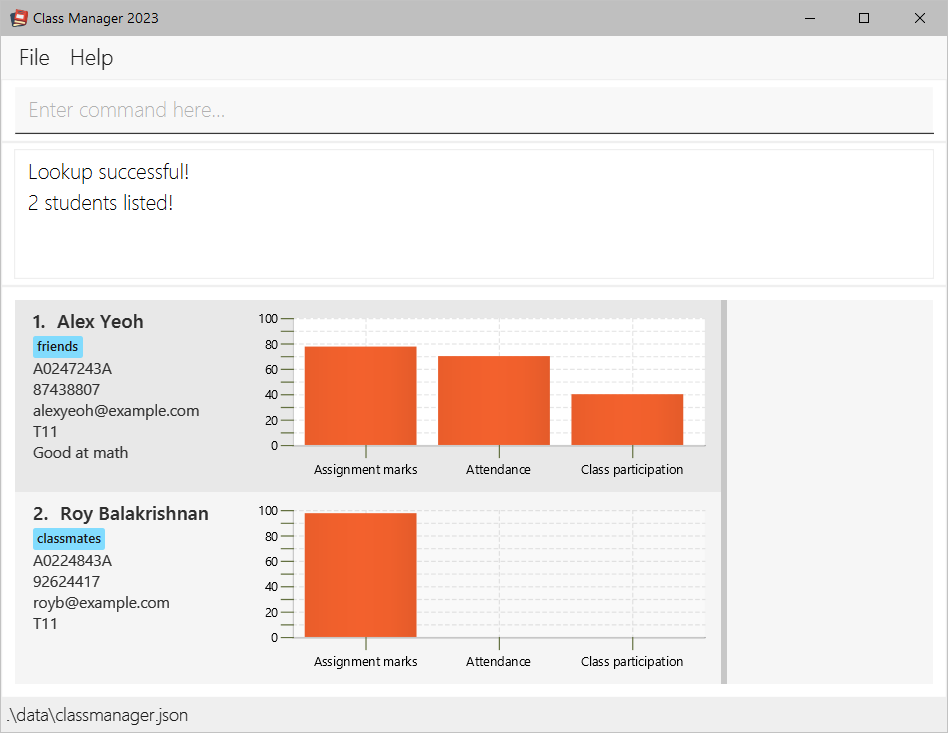 Class Manager 2023
File Help
Enter command here...
Lookup successful!
2 students listed!
1. Alex Yeoh
friends
A0247243A
87438807
alexyeoh@example.com
T11
Good at math
100
80
60
40
20
0
Assignment marks Attendance Class participation
2. Roy Balakrishnan
classmates
A0224843A
92624417
royb@example.com
T11
100
80
60
40
20
0
Assignment marks Attendance Class participation
.\data\classmanager.json